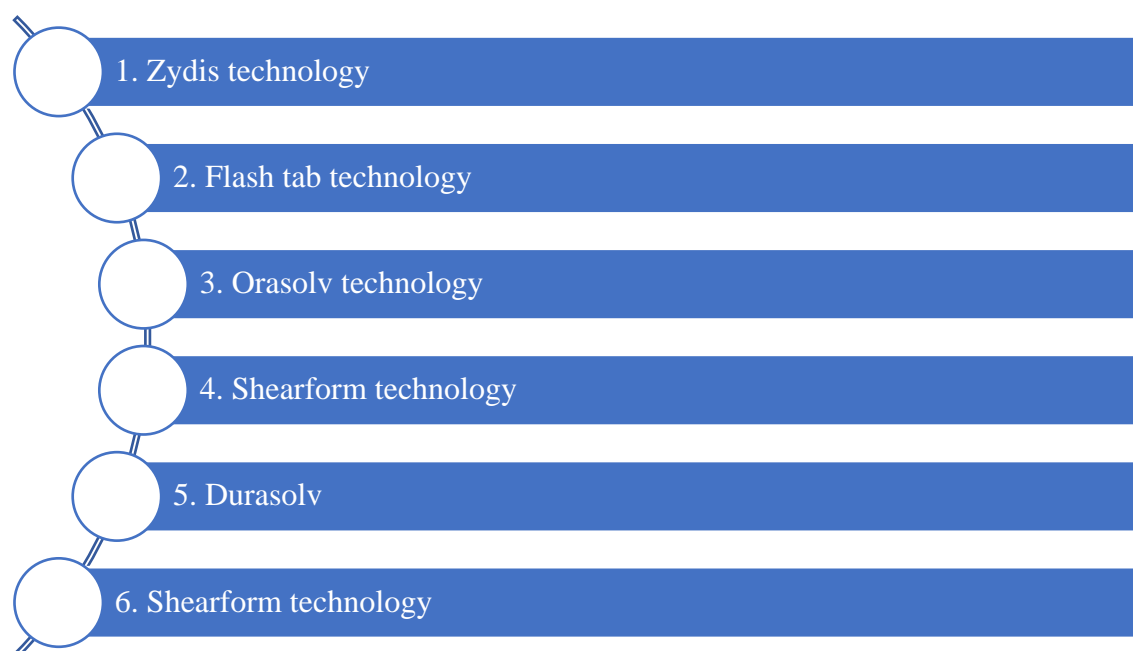 1. Zydis technology
2. Flash tab technology
3. Orasolv technology
4. Shearform technology
5. Durasolv
6. Shearform technology